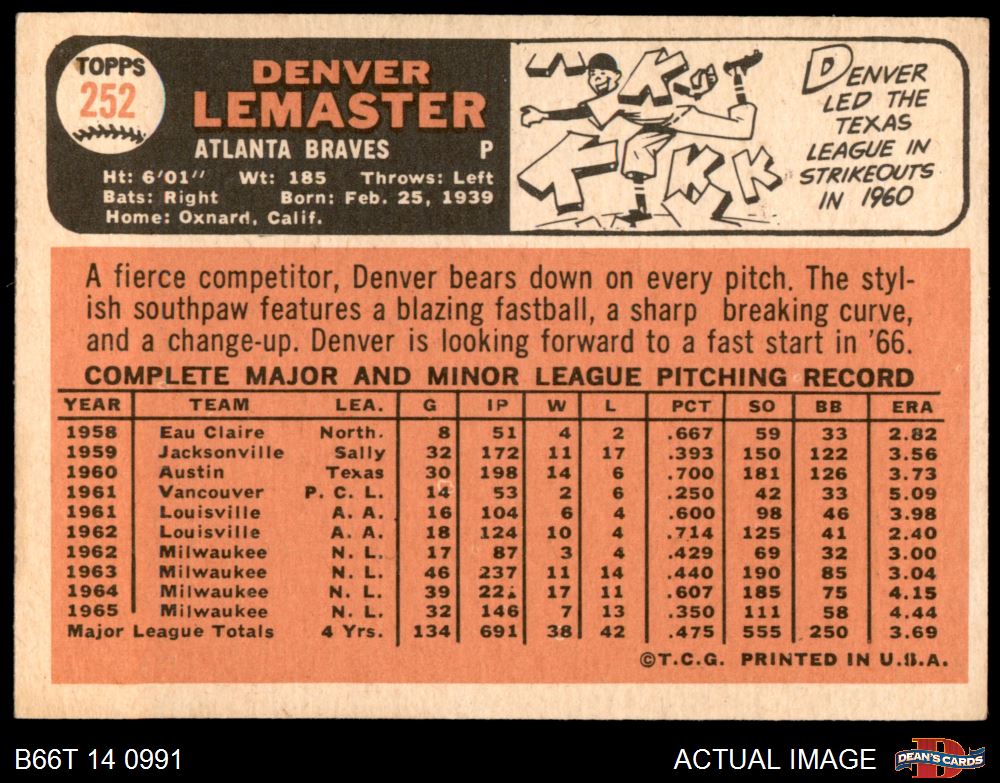 TOPPS
252
DENVER
LEMASTER
ATLANTA BRAVES P
Ht: 6'01" Wt: 185 Throws: Left
Bats: Right Born: Feb. 25, 1939
Home: Oxnard, Calif.
K
K K
DENVER
LED THE
TEXAS
LEAGUE IN
STRIKEOUTS
IN 1960
A fierce competitor, Denver bears down on every pitch. The styl-
ish southpaw features a blazing fastball, a sharp breaking curve,
and a change-up. Denver is looking forward to a fast start in '66.
COMPLETE MAJOR AND MINOR LEAGUE PITCHING RECORD
YEAR TEAM LEA. G IP W L PCT SO BB ERA
1958 Eau Claire North. 8 51 4 2 .667 59 33 2.82
1959 Jacksonville Sally 32 172 11 17 .393 150 122 3.56
1960 Austin Texas 30 198 14 6 .700 181 126 3.73
1961 Vancouver P. C. L. 14 53 2 6 .250 42 33 5.09
1961 Louisville A. A. 16 104 6 4 .600 98 46 3.98
1962 Louisville A. A. 18 124 10 4 .714 125 41 2.40
1962 Milwaukee N. L. 17 87 3 4 .429 69 32 3.00
1963 Milwaukee N. L. 46 237 11 14 .440 190 85 3.04
1964 Milwaukee N. L. 39 17 11 .607 185 75 4.15
1965 Milwaukee N. L. 32 146 7 13 .350 111 58 4.44
Major League Totals 4 Yrs. 134 691 38 42 .475 555 250 3.69
©T.C.G. PRINTED IN U.S.A.
B66T 14 0991
ACTUAL IMAGE
DEAN'S CARDS